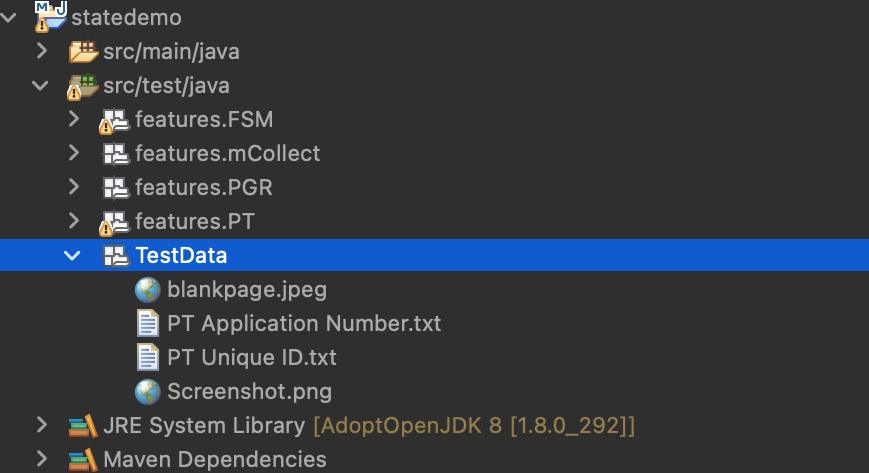 statedemo
src/main/java
src/test/java
features.FSM
features.mCollect
features.PGR
features.PT
TestData
blankpage.jpeg
PT Application Number.txt
PT Unique ID.txt
Screenshot.png
JRE System Library [AdoptOpenJDK 8 [1.8.0_292]]
Maven Dependencies